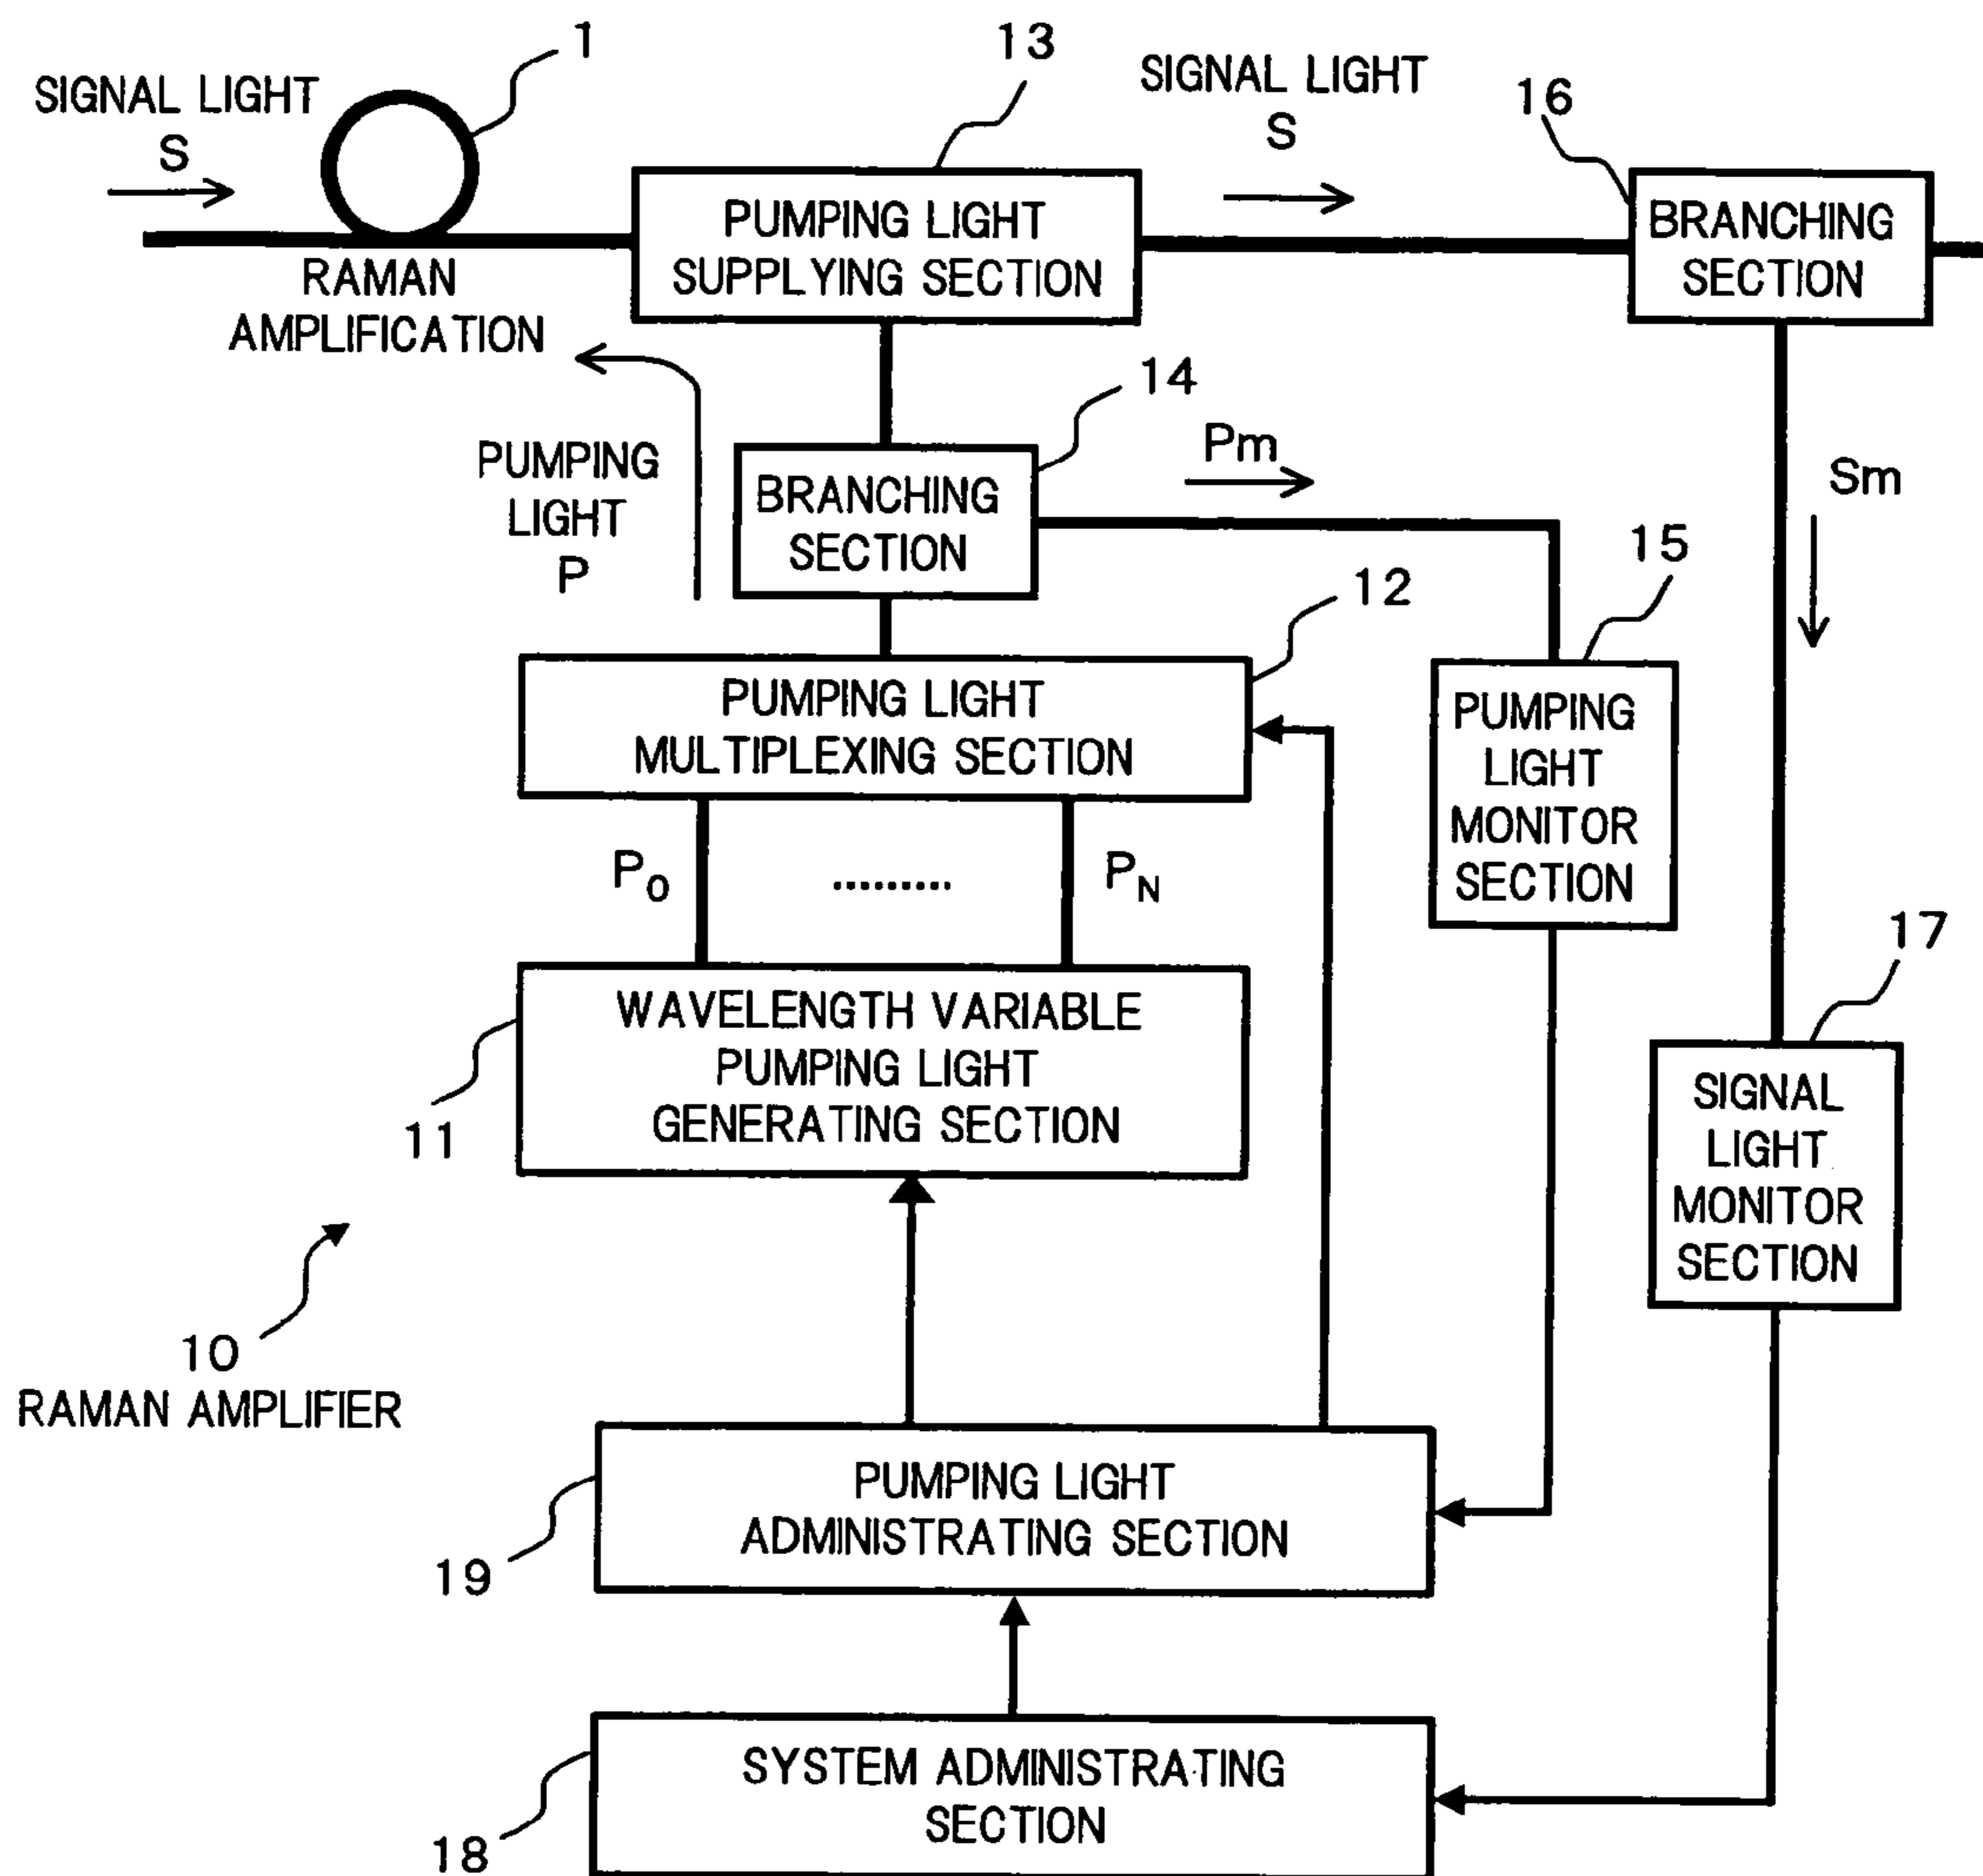 1
13
SIGNAL LIGHT
S
SIGNAL LIGHT
S
16
PUMPING LIGHT
SUPPLYING SECTION
BRANCHING
SECTION
RAMAN
AMPLIFICATION
14
PUMPING
LIGHT
P
BRANCHING
SECTION
Pm
Sm
15
12
PUMPING LIGHT
MULTIPLEXING SECTION
PUMPING
LIGHT
MONITOR
SECTION
P0
.........
PN
17
WAVELENGTH VARIABLE
PUMPING LIGHT
GENERATING SECTION
11
SIGNAL
LIGHT
MONITOR
SECTION
10
RAMAN AMPLIFIER
PUMPING LIGHT
ADMINISTRATING SECTION
19
SYSTEM ADMINISTRATING
SECTION
18